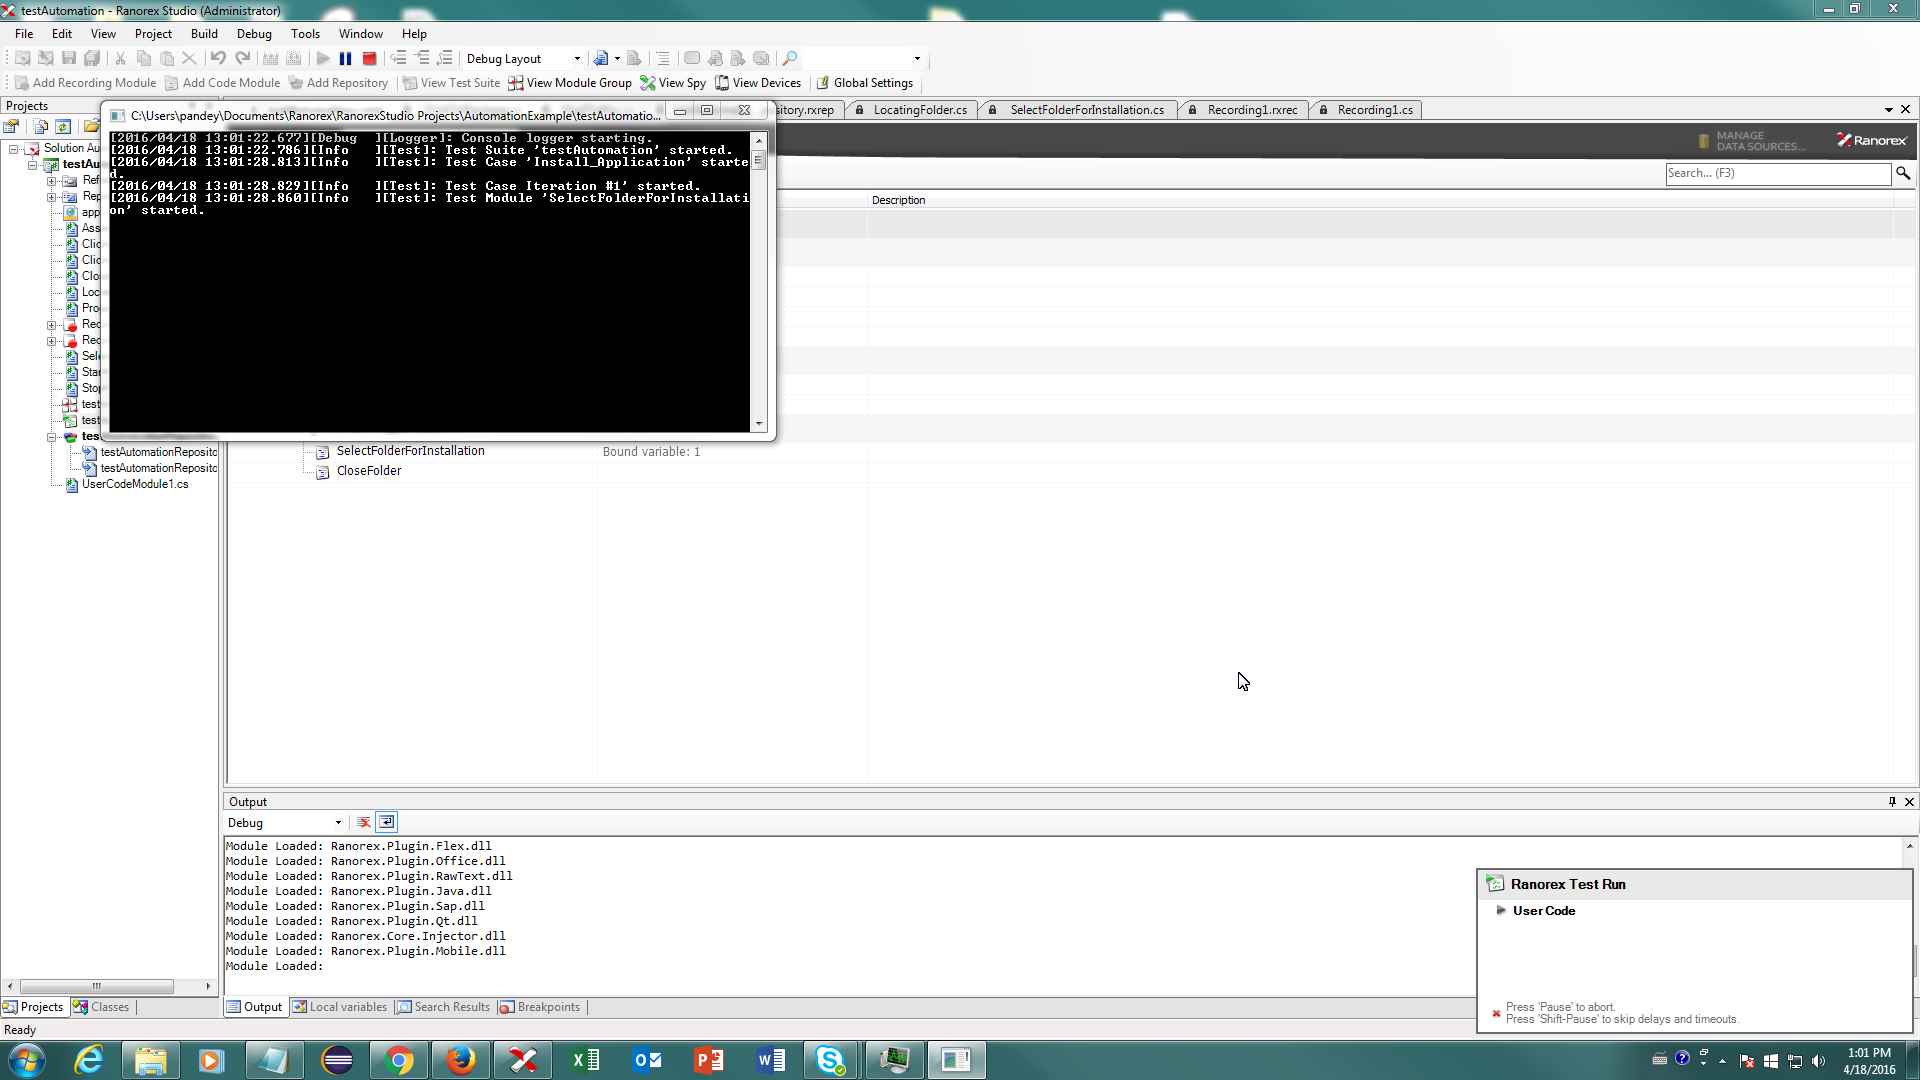 testAutomation - Ranorex Studio (Administrator)
File Edit View Project Build Debug Tools Window Help
Debug Layout
Add Recording Module Add Code Module Add Repository View Test Suite View Module Group View Spy View Devices Global Settings
Projects
C:\Users\pandey\Documents\Ranorex\RanorexStudio Projects\AutomationExample\testAutomatio...
sitory.rxrep LocatingFolder.cs SelectFolderForInstallation.cs Recording1.rxrec Recording1.cs
[2016/04/18 13:01:22.677][Debug ][Logger]: Console logger starting.
[2016/04/18 13:01:22.786][Info ][Test]: Test Suite 'testAutomation' started.
[2016/04/18 13:01:28.813][Info ][Test]: Test Case 'Install_Application' starte
d.
[2016/04/18 13:01:28.829][Info ][Test]: Test Case Iteration #1' started.
[2016/04/18 13:01:28.860][Info ][Test]: Test Module 'SelectFolderForInstallati
on' started.
MANAGE
DATA SOURCES...
Ranorex
Search... (F3)
Description
Solution Au
testAu
Ref
Rep
app
Ass
Clic
Clic
Clo
Loc
Pro
Rec
Rec
Sele
Star
Stop
test
test
tes
testAutomationReposito
testAutomationReposito
UserCodeModule1.cs
SelectFolderForInstallation Bound variable: 1
CloseFolder
Output
Debug
Module Loaded: Ranorex.Plugin.Flex.dll
Module Loaded: Ranorex.Plugin.Office.dll
Module Loaded: Ranorex.Plugin.RawText.dll
Module Loaded: Ranorex.Plugin.Java.dll
Module Loaded: Ranorex.Plugin.Sap.dll
Module Loaded: Ranorex.Plugin.Qt.dll
Module Loaded: Ranorex.Core.Injector.dll
Module Loaded: Ranorex.Plugin.Mobile.dll
Module Loaded:
Ranorex Test Run
User Code
Press 'Pause' to abort.
Press 'Shift-Pause' to skip delays and timeouts.
Projects Classes
Output Local variables Search Results Breakpoints
Ready
1:01 PM
4/18/2016